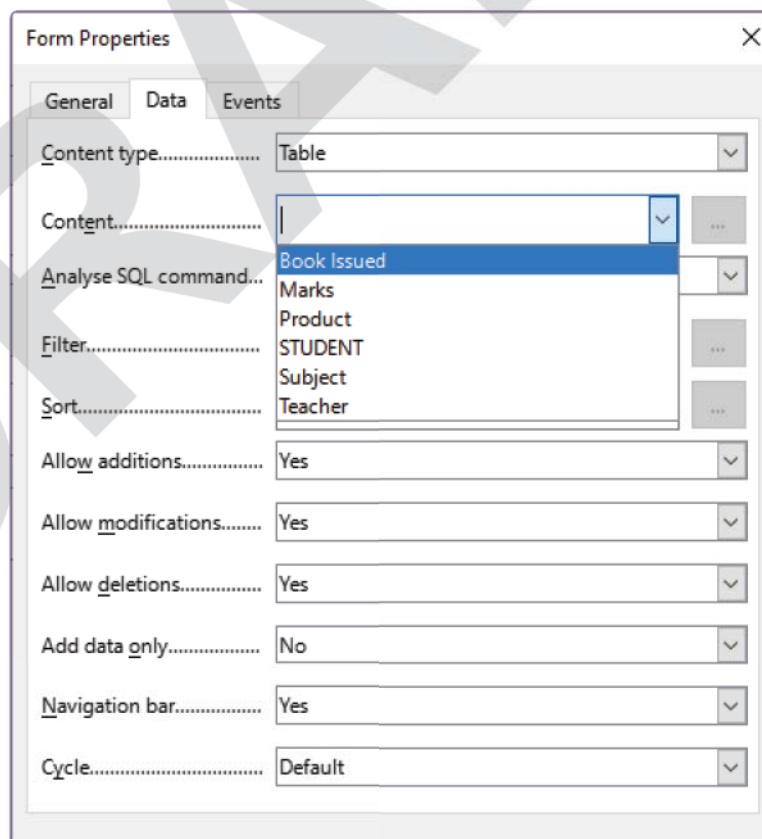 Form Properties
General Data Events
Content type.................... Table
Content............................ ...
Book Issued
Analyse SQL command...
Marks
Product
Filter................................. ...
STUDENT
Subject
Sort................................... ...
Teacher
Allow additions................ Yes
Allow modifications........ Yes
Allow deletions................ Yes
Add data only.................. No
Navigation bar................. Yes
Cycle.................................. Default